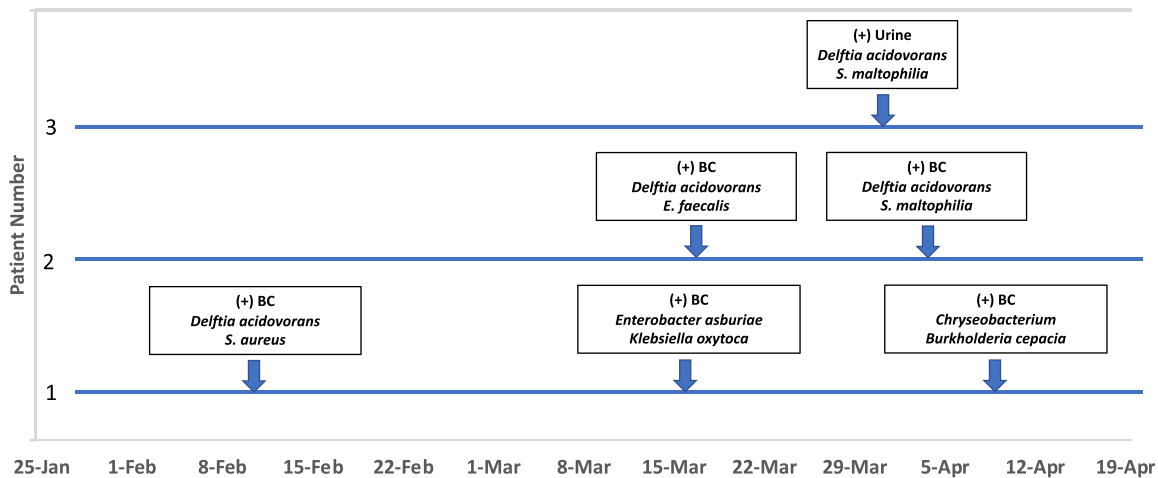 (+) Urine
Delftia acidovorans
S. maltophilia
3
(+) BC
Delftia acidovorans
E. faecalis
(+) BC
Delftia acidovorans
S. maltophilia
2
(+) BC
Delftia acidovorans
S. aureus
(+) BC
Enterobacter asburiae
Klebsiella oxytoca
(+) BC
Chryseobacterium
Burkholderia cepacia
1
Patient Number
25-Jan 1-Feb 8-Feb 15-Feb 22-Feb 1-Mar 8-Mar 15-Mar 22-Mar 29-Mar 5-Apr 12-Apr 19-Apr